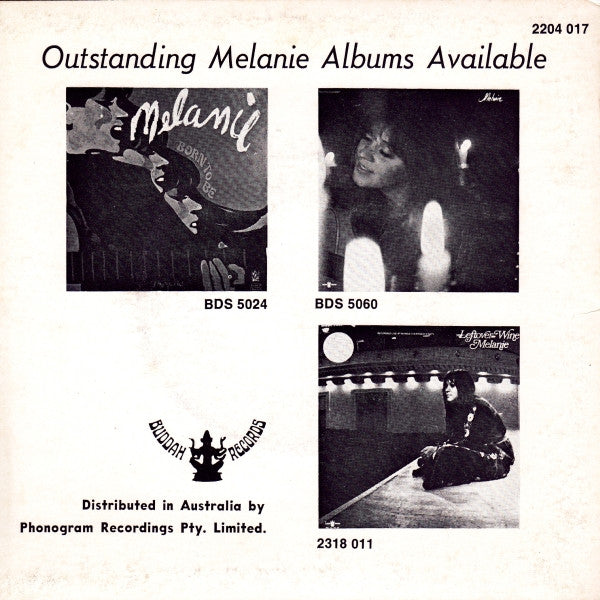 2204 017
Outstanding Melanie Albums Available
Melanie
BORN TO BE
Melanie
BDS 5024
BDS 5060
Leftover Wine
Melanie
BUDDAH RECORDS
Distributed in Australia by
Phonogram Recordings Pty. Limited.
2318 011